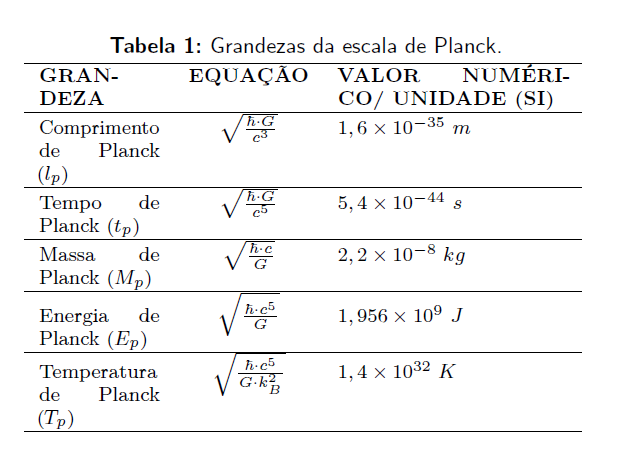 Tabela 1: Grandezas da escala de Planck.
GRAN- EQUAÇÃO VALOR NUMÉRI-
DEZA CO/ UNIDADE (SI)
Comprimento $\sqrt{\frac{\hbar \cdot G}{c^3}}$ $1,6 \times 10^{-35}\ m$
de Planck
$(l_p)$
Tempo de $\sqrt{\frac{\hbar \cdot G}{c^5}}$ $5,4 \times 10^{-44}\ s$
Planck $(t_p)$
Massa de $\sqrt{\frac{\hbar \cdot c}{G}}$ $2,2 \times 10^{-8}\ kg$
Planck $(M_p)$
Energia de $\sqrt{\frac{\hbar \cdot c^5}{G}}$ $1,956 \times 10^{9}\ J$
Planck $(E_p)$
Temperatura $\sqrt{\frac{\hbar \cdot c^5}{G \cdot k_B^2}}$ $1,4 \times 10^{32}\ K$
de Planck
$(T_p)$